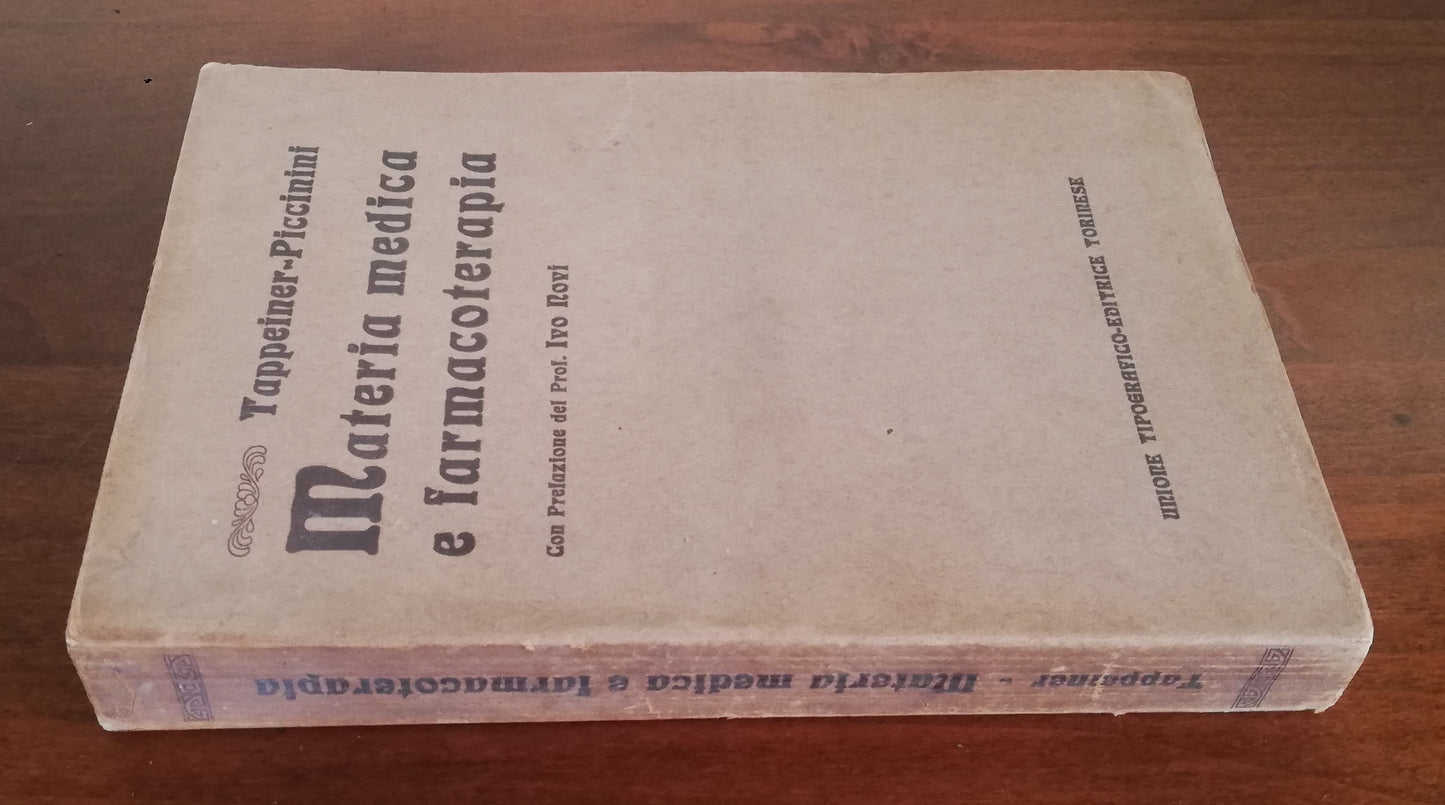 Tappeiner-Piccinini
Materia medica
e farmacoterapia
Con Prefazione del Prof. Ivo Novi
UNIONE TIPOGRAFICO-EDITRICE TORINESE
Tappeiner - Materia medica e farmacoterapia